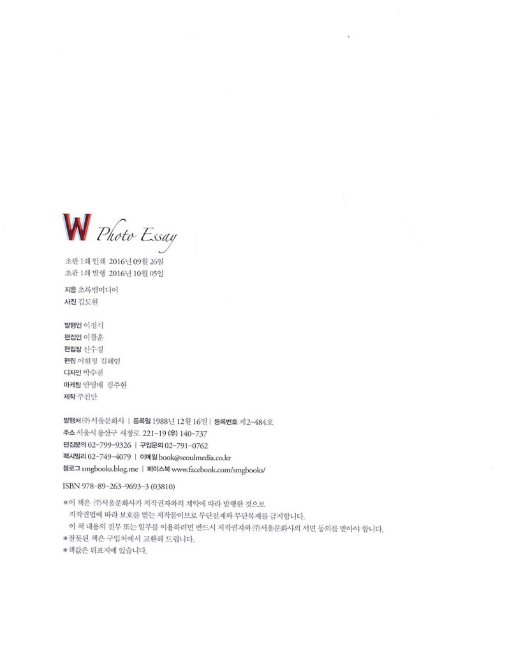 W Photo Essay
초판 1쇄 인쇄 2016년 09월 26일
초판 1쇄 발행 2016년 10월 05일
지음 초록뱀미디어
사진 김도현
발행인 이정식
편집인 이창훈
편집장 신수경
편집 이현정 김혜연
디자인 박수진
마케팅 안영배 경주현
제작 주진만
발행처 (주)서울문화사 | 등록일 1988년 12월 16일 | 등록번호 제2-484호
주소 서울시 용산구 새창로 221-19 (우) 140-737
편집문의 02-799-9326 | 구입문의 02-791-0762
팩시밀리 02-749-4079 | 이메일 book@seoulmedia.co.kr
블로그 smgbooks.blog.me | 페이스북 www.facebook.com/smgbooks/
ISBN 978-89-263-9693-3 (03810)
*이 책은 (주)서울문화사가 저작권자와의 계약에 따라 발행한 것으로
저작권법에 따라 보호를 받는 저작물이므로 무단전재와 무단복제를 금지합니다.
이 책 내용의 전부 또는 일부를 이용하려면 반드시 저작권자와 (주)서울문화사의 서면 동의를 받아야 합니다.
*잘못된 책은 구입처에서 교환해 드립니다.
*책값은 뒤표지에 있습니다.